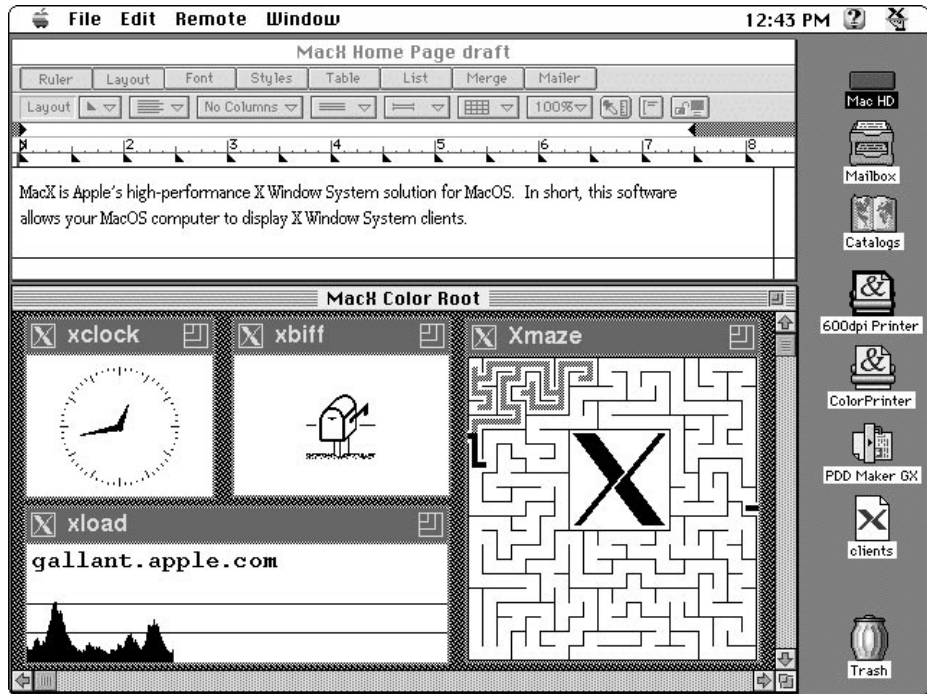 File Edit Remote Window 12:43 PM
MacX Home Page draft
Ruler Layout Font Styles Table List Merge Mailer
Layout No Columns 100%
2 3 4 5 6 7 8
MacX is Apple's high-performance X Window System solution for MacOS. In short, this software
allows your MacOS computer to display X Window System clients.
MacX Color Root
xclock
xbiff
Xmaze
xload
gallant.apple.com
Mac HD
Mailbox
Catalogs
600dpi Printer
ColorPrinter
PDD Maker GX
clients
Trash